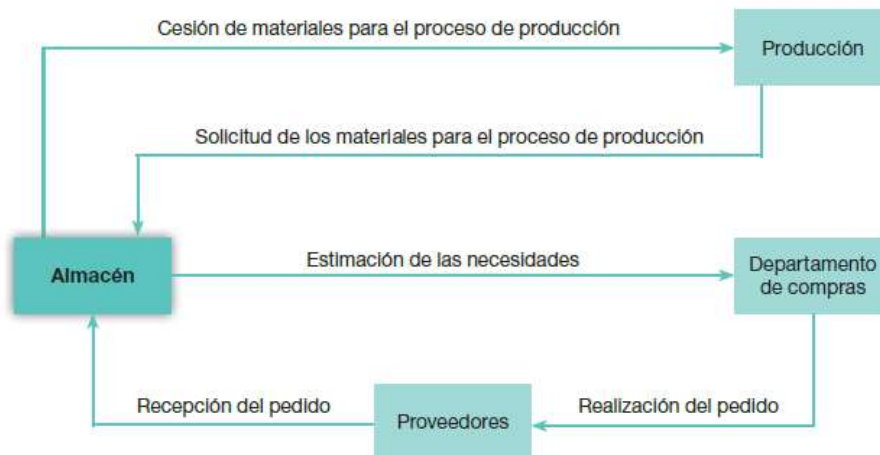 Cesión de materiales para el proceso de producción
Producción
Solicitud de los materiales para el proceso de producción
Almacén
Estimación de las necesidades
Departamento
de compras
Recepción del pedido
Proveedores
Realización del pedido